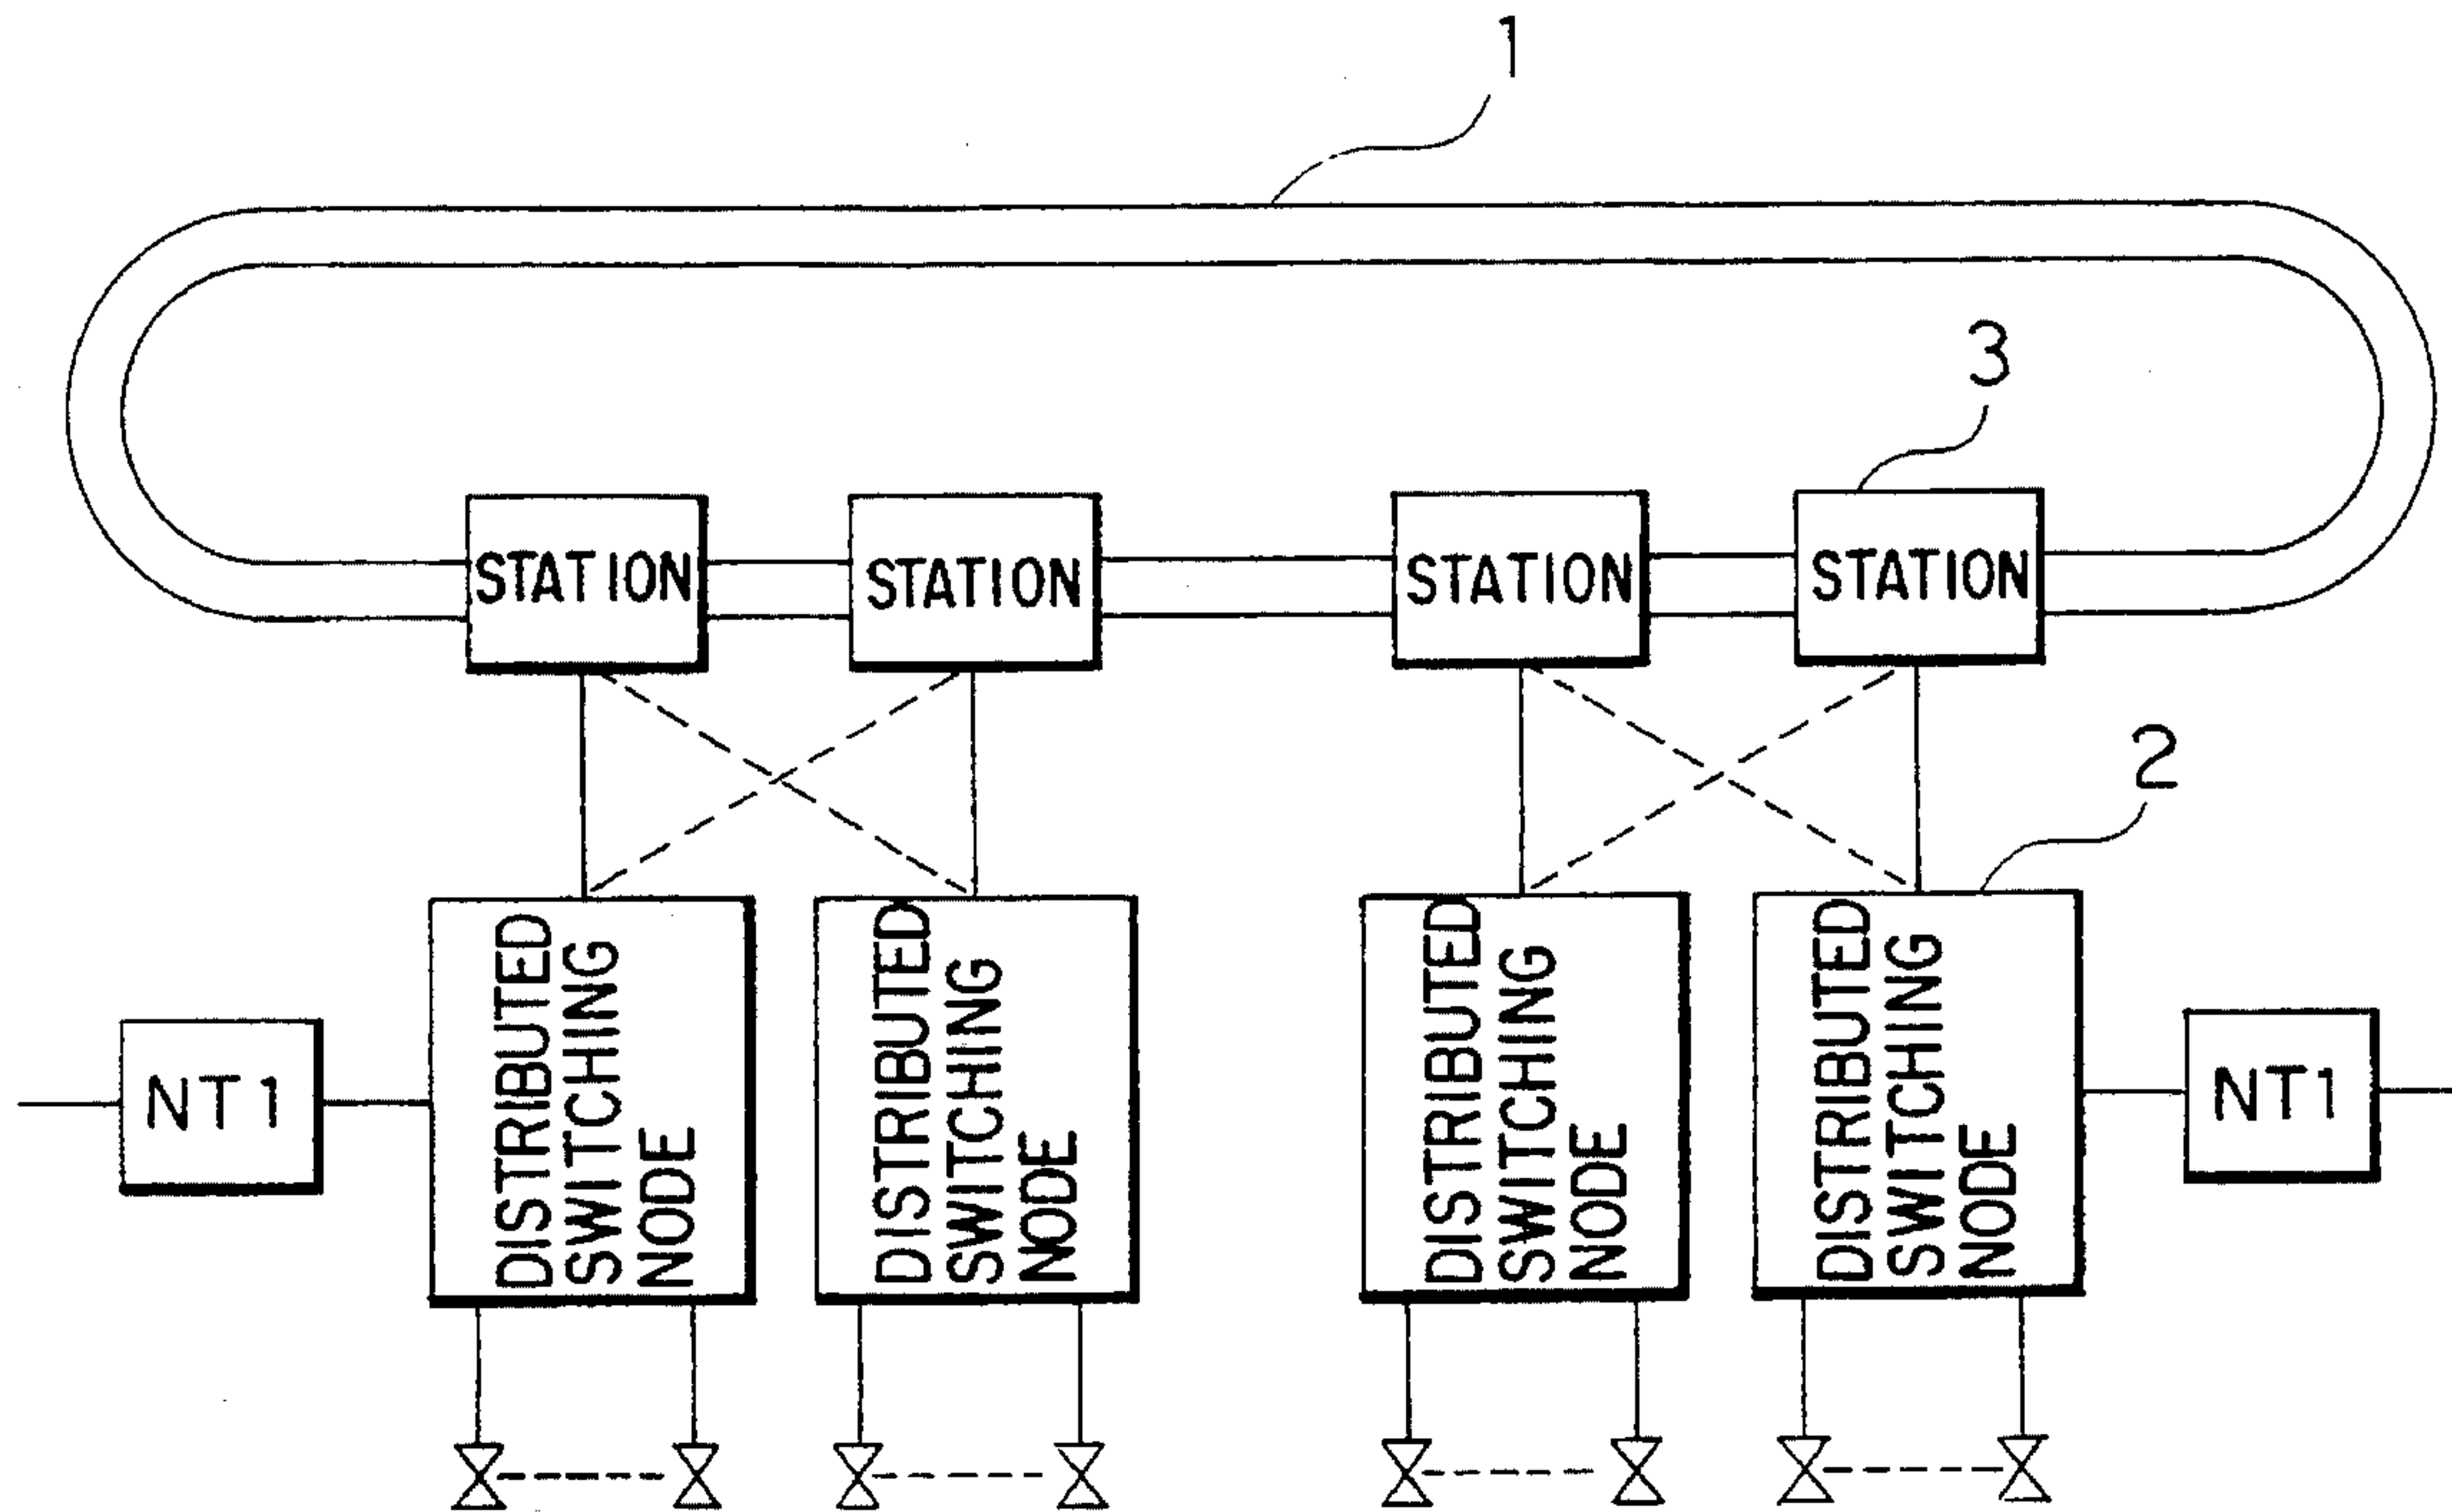 1
3
STATION
STATION
STATION
STATION
2
DISTRIBUTED
SWITCHING
NODE
DISTRIBUTED
SWITCHING
NODE
DISTRIBUTED
SWITCHING
NODE
DISTRIBUTED
SWITCHING
NODE
NT1
NT1